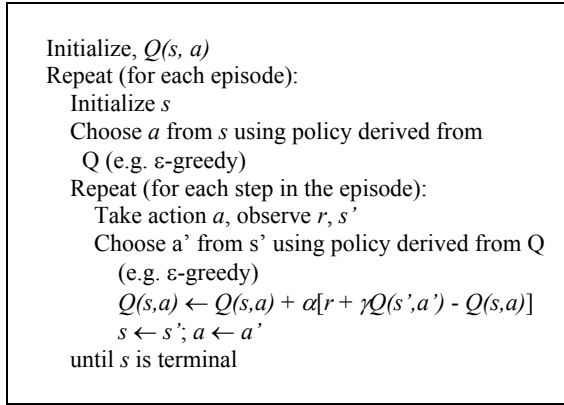 Initialize, Q(s, a)
Repeat (for each episode):
Initialize s
Choose a from s using policy derived from
Q (e.g. ε-greedy)
Repeat (for each step in the episode):
Take action a, observe r, s’
Choose a’ from s’ using policy derived from Q
(e.g. ε-greedy)
Q(s,a) ← Q(s,a) + α[r + γQ(s’,a’) - Q(s,a)]
s ← s’; a ← a’
until s is terminal